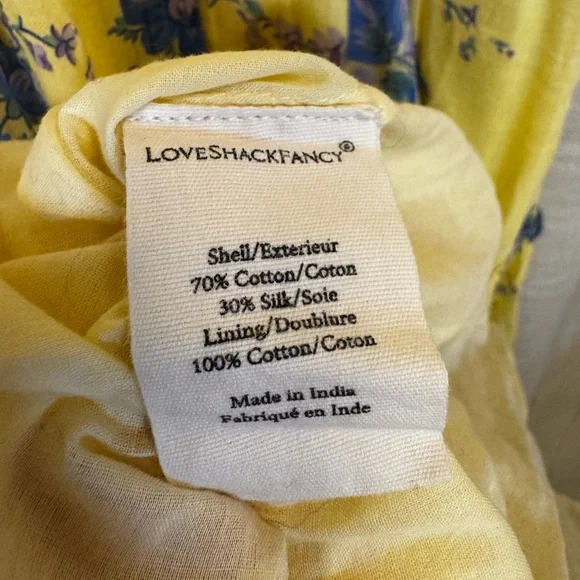 LOVESHACKFANCY®
Shell/Exterieur
70% Cotton/Coton
30% Silk/Soie
Lining/Doublure
100% Cotton/Coton
Made in India
Fabriqué en Inde